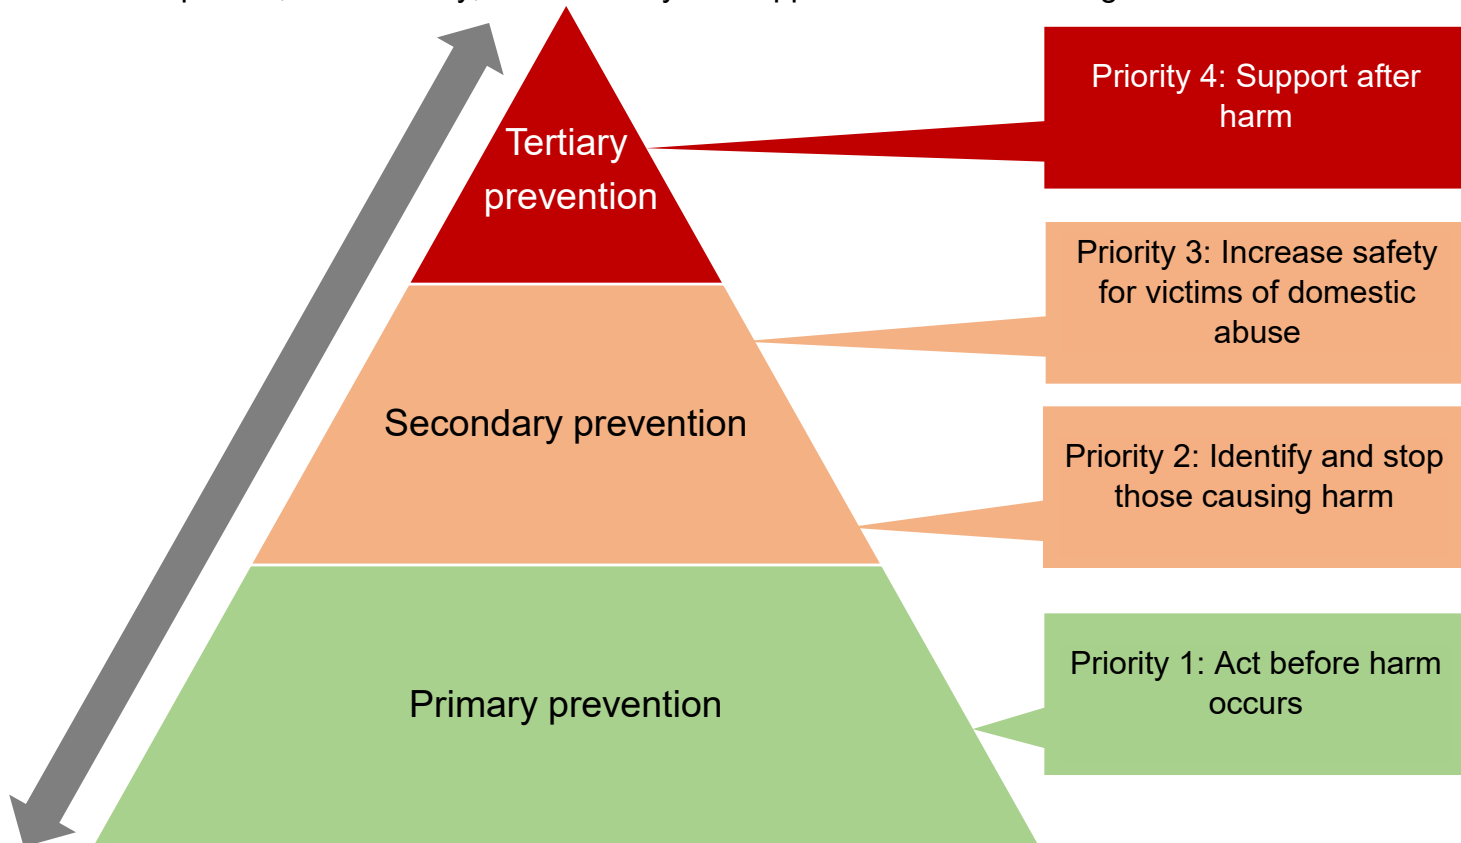 Tertiary
prevention
Secondary prevention
Primary prevention
Priority 4: Support after
harm
Priority 3: Increase safety
for victims of domestic
abuse
Priority 2: Identify and stop
those causing harm
Priority 1: Act before harm
occurs